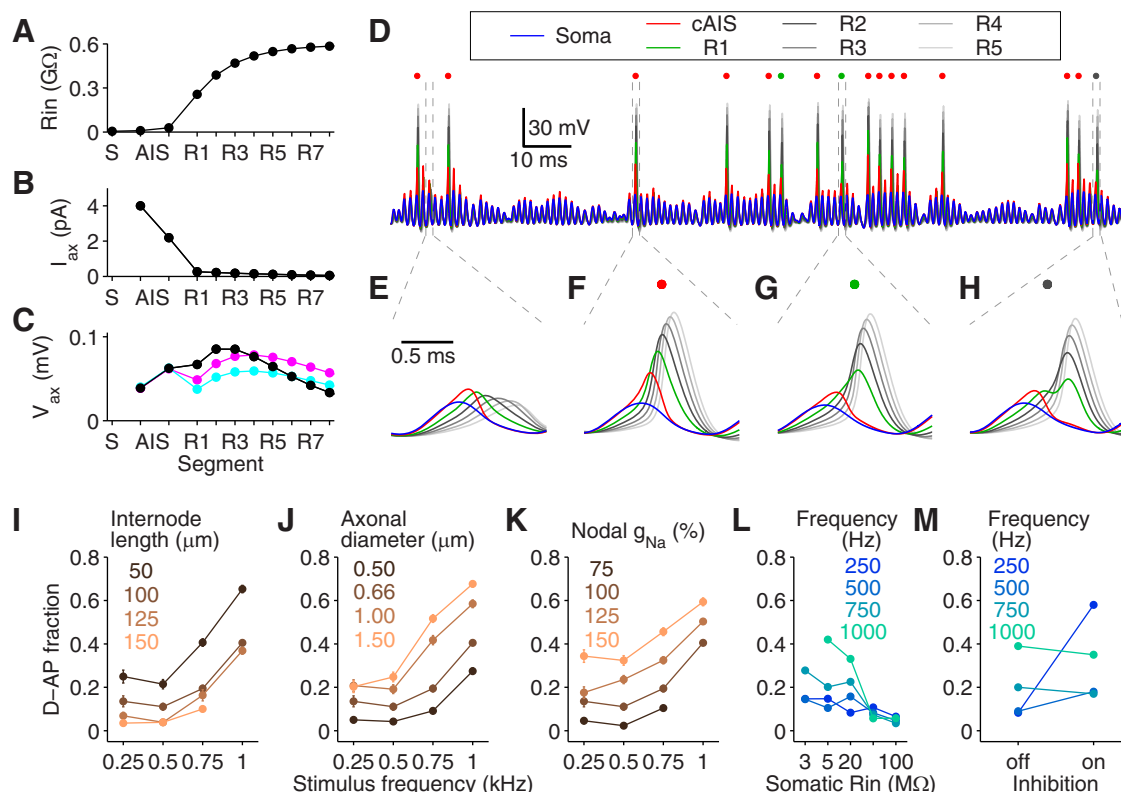 A
Rin (GΩ)
0.6
0.3
0
S AIS R1 R3 R5 R7
B
I_ax (pA)
4
2
0
S AIS R1 R3 R5 R7
C
V_ax (mV)
0.1
0
S AIS R1 R3 R5 R7
Segment
D
Soma
cAIS
R1
R2
R3
R4
R5
30 mV
10 ms
E
0.5 ms
F
G
H
I
Internode
length (μm)
50
100
125
150
D–AP fraction
0.8
0.6
0.4
0.2
0
0.25 0.5 0.75 1
J
Axonal
diameter (μm)
0.50
0.66
1.00
1.50
0.8
0.6
0.4
0.2
0
0.25 0.5 0.75 1
Stimulus frequency (kHz)
K
Nodal g_Na (%)
75
100
125
150
0.8
0.6
0.4
0.2
0
0.25 0.5 0.75 1
L
Frequency
(Hz)
250
500
750
1000
0.8
0.6
0.4
0.2
0
3 5 20 100
Somatic Rin (MΩ)
M
Frequency
(Hz)
250
500
750
1000
0.8
0.6
0.4
0.2
0
off on
Inhibition